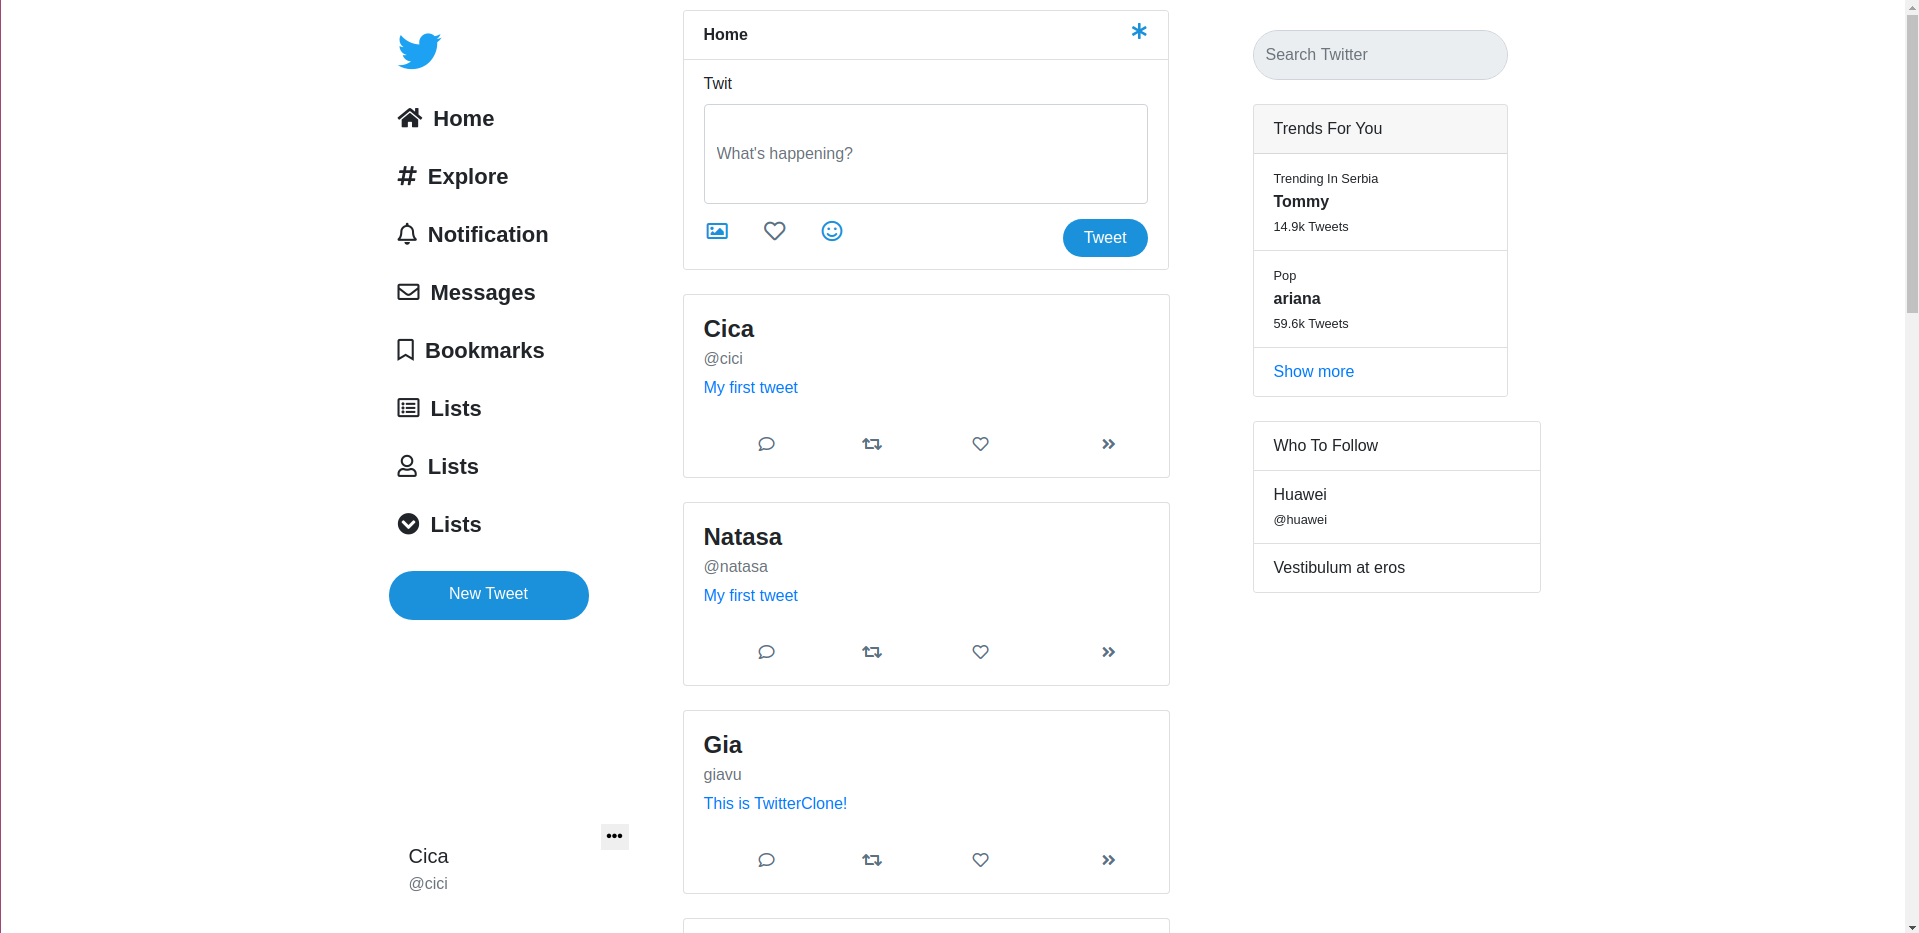 Home
Explore
Notification
Messages
Bookmarks
Lists
Lists
Lists
New Tweet
Cica
@cici
Home
Twit
What's happening?
Tweet
Cica
@cici
My first tweet
Natasa
@natasa
My first tweet
Gia
giavu
This is TwitterClone!
Search Twitter
Trends For You
Trending In Serbia
Tommy
14.9k Tweets
Pop
ariana
59.6k Tweets
Show more
Who To Follow
Huawei
@huawei
Vestibulum at eros